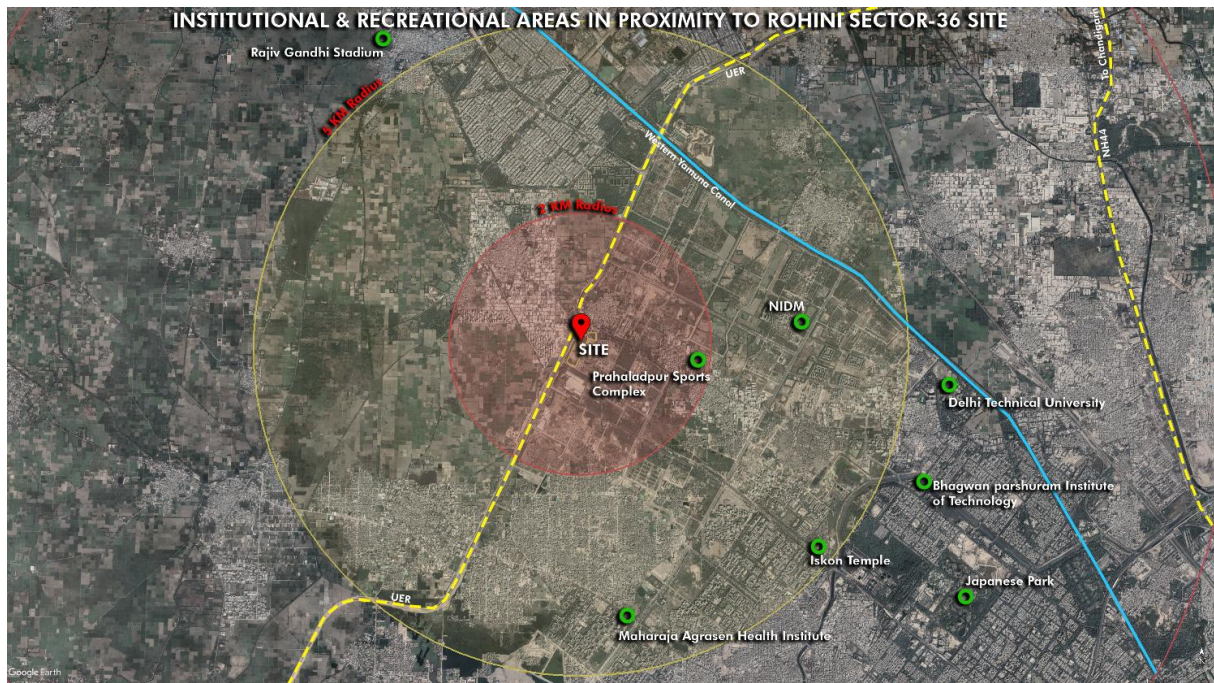 INSTITUTIONAL & RECREATIONAL AREAS IN PROXIMITY TO ROHINI SECTOR-36 SITE
Rajiv Gandhi Stadium
To Chandigarh
UER
5 KM Radius
NH44
Western Yamuna Canal
2 KM Radius
NIDM
SITE
Prahaladpur Sports
Complex
Delhi Technical University
Bhagwan parshuram Institute
of Technology
Iskon Temple
Japanese Park
UER
Maharaja Agrasen Health Institute
Google Earth